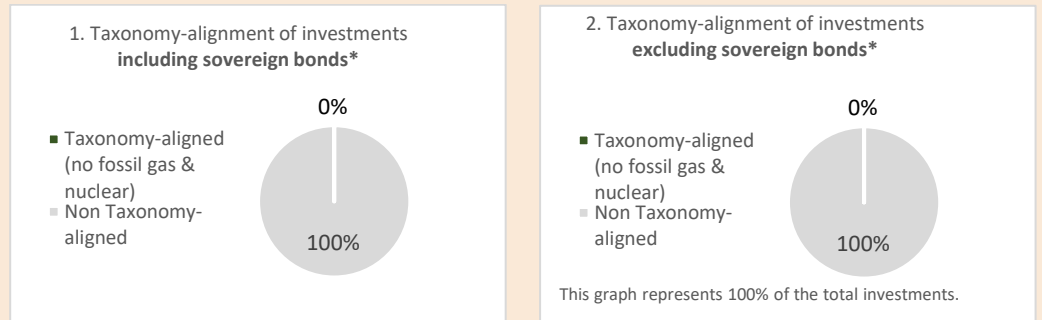 1. Taxonomy-alignment of investments
including sovereign bonds*
0%
Taxonomy-aligned
(no fossil gas &
nuclear)
Non Taxonomy-
aligned
100%
2. Taxonomy-alignment of investments
excluding sovereign bonds*
0%
Taxonomy-aligned
(no fossil gas &
nuclear)
Non Taxonomy-
aligned
100%
This graph represents 100% of the total investments.